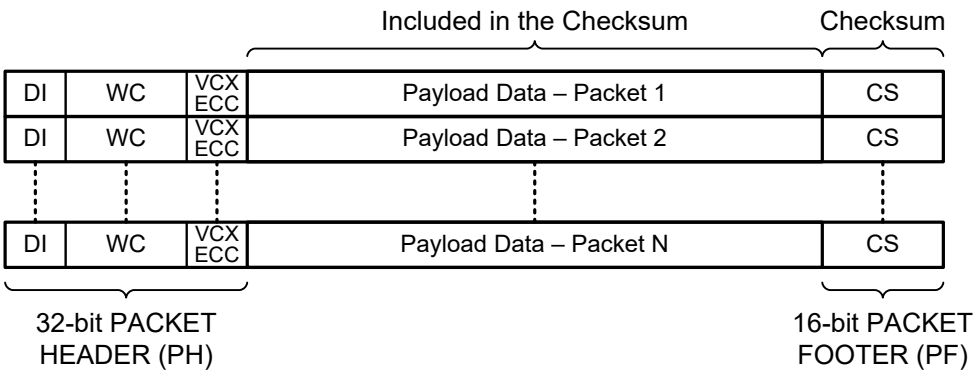 Included in the Checksum Checksum
DI WC VCX ECC Payload Data – Packet 1 CS
DI WC VCX ECC Payload Data – Packet 2 CS
DI WC VCX ECC Payload Data – Packet N CS
32-bit PACKET 16-bit PACKET
HEADER (PH) FOOTER (PF)